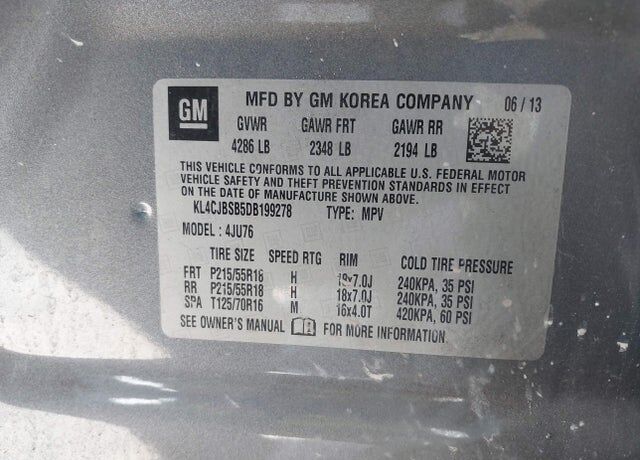 GM MFD BY GM KOREA COMPANY 06 / 13
GVWR GAWR FRT GAWR RR
4286 LB 2348 LB 2194 LB
THIS VEHICLE CONFORMS TO ALL APPLICABLE U.S. FEDERAL MOTOR
VEHICLE SAFETY AND THEFT PREVENTION STANDARDS IN EFFECT
ON THE DATE OF MANUFACTURE SHOWN ABOVE.
KL4CJBSB5DB199278 TYPE: MPV
MODEL : 4JU76
TIRE SIZE SPEED RTG RIM COLD TIRE PRESSURE
FRT P215/55R18 H 18x7.0J 240KPA, 35 PSI
RR P215/55R18 H 18x7.0J 240KPA, 35 PSI
SPA T125/70R16 M 16x4.0T 420KPA, 60 PSI
SEE OWNER'S MANUAL FOR MORE INFORMATION